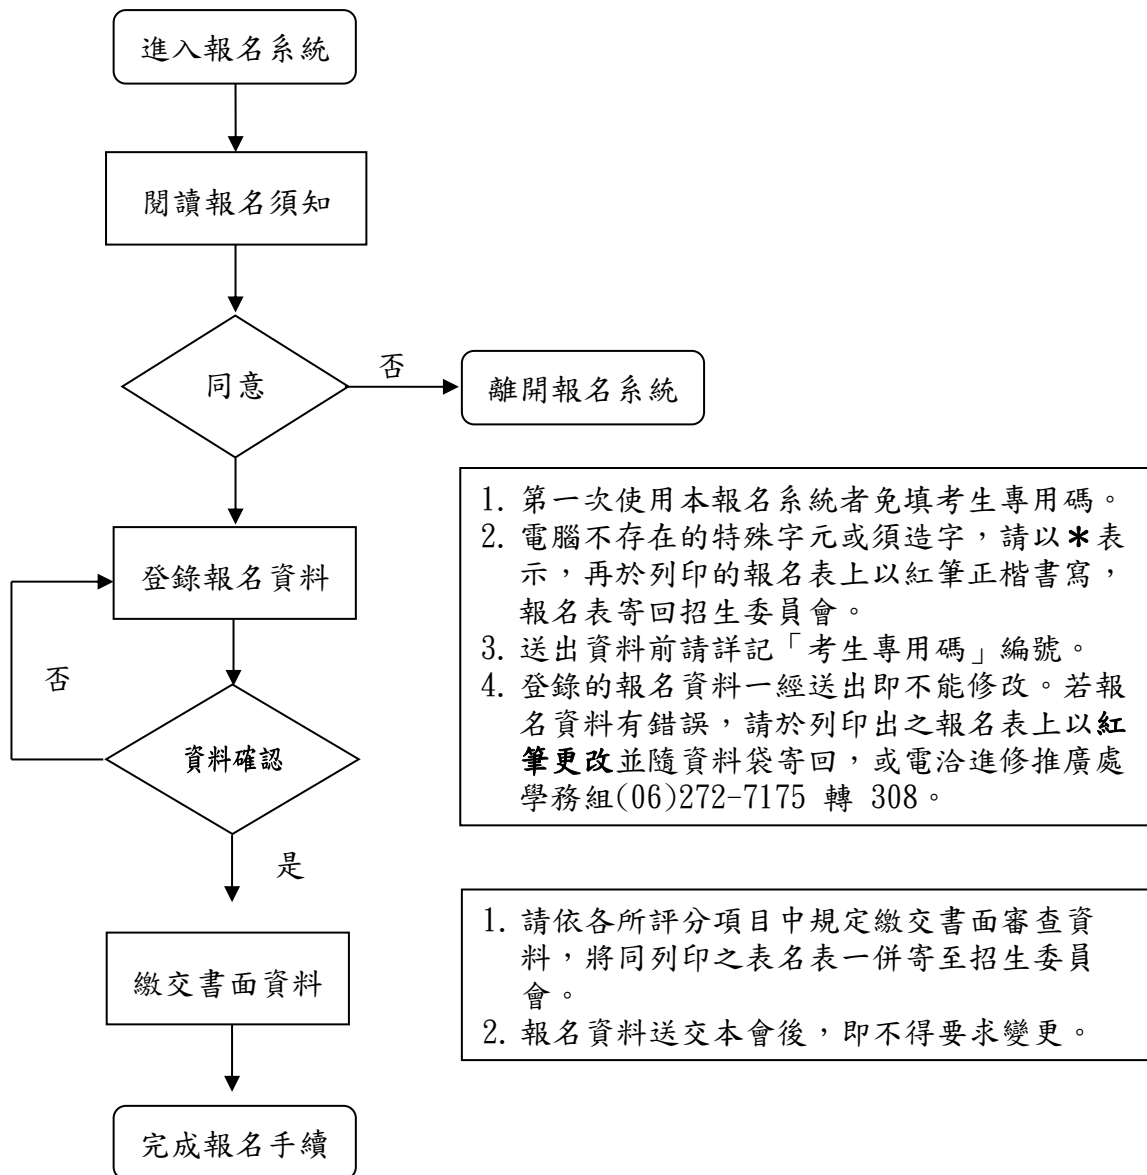 進入報名系統
閱讀報名須知
同意
否
離開報名系統
登錄報名資料
1. 第一次使用本報名系統者免填考生專用碼。
2. 電腦不存在的特殊字元或須造字，請以＊表
示，再於列印的報名表上以紅筆正楷書寫，
報名表寄回招生委員會。
3. 送出資料前請詳記「考生專用碼」編號。
4. 登錄的報名資料一經送出即不能修改。若報
名資料有錯誤，請於列印出之報名表上以紅
筆更改並隨資料袋寄回，或電洽進修推廣處
學務組(06)272-7175 轉 308。
否
資料確認
是
繳交書面資料
1. 請依各所評分項目中規定繳交書面審查資
料，將同列印之表名表一併寄至招生委員
會。
2. 報名資料送交本會後，即不得要求變更。
完成報名手續